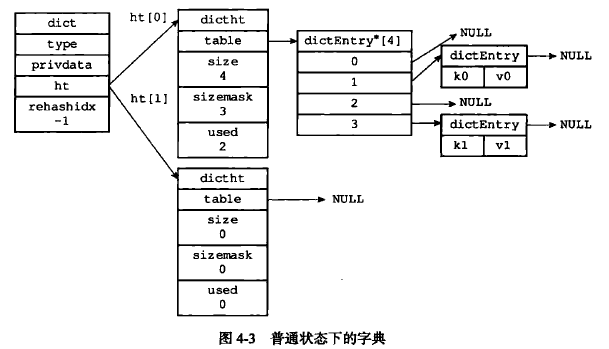 dict
type
privdata
ht
rehashidx
-1
ht[0]
ht[1]
dictht
table
size
4
sizemask
3
used
2
dictEntry*[4]
0
1
2
3
NULL
dictEntry
k0 v0
NULL
NULL
dictEntry
k1 v1
NULL
dictht
table
size
0
sizemask
0
used
0
NULL
图 4-3 普通状态下的字典